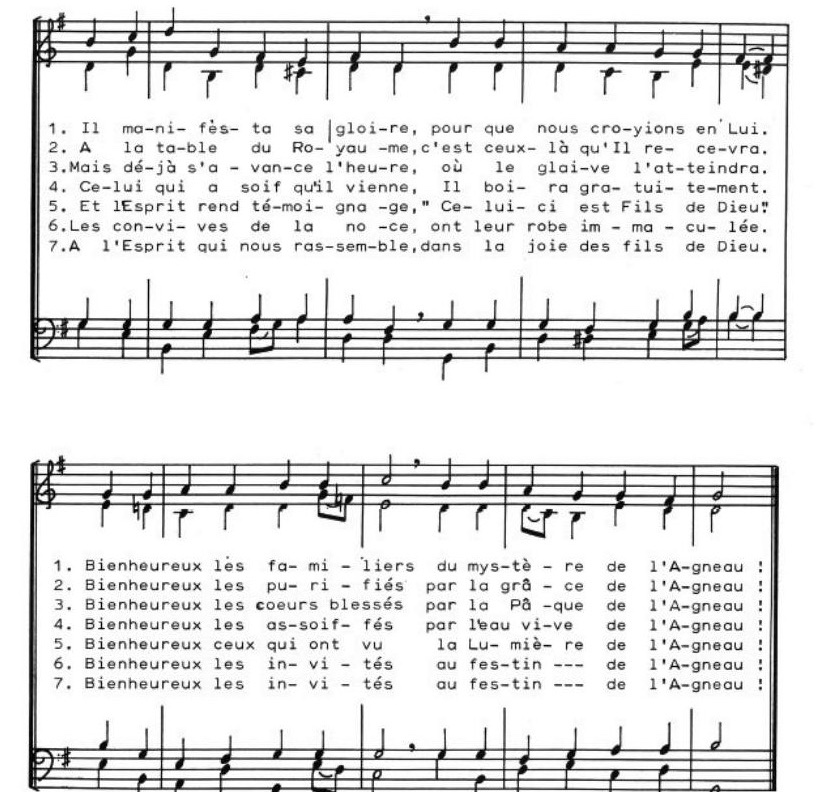 1. Il ma-ni- fès- ta sa gloi-re, pour que nous cro-yions en Lui.
2. A la ta-ble du Ro- yau -me,c'est ceux- là qu'Il re- ce-vra.
3.Mais dé-jà s'a - van-ce l'heu-re, où le glai-ve l'at-teindra.
4. Ce-lui qui a soif qu'il vienne, Il boi- ra gra- tui- te-ment.
5. Et l'Esprit rend té-moi- gna -ge," Ce- lui- ci est Fils de Dieu"
6.Les con-vi- ves de la no -ce, ont leur robe im - ma - cu- lée.
7.A l'Esprit qui nous ras-sem-ble,dans la joie des fils de Dieu.
1. Bienheureux les fa- mi - liers du mys-tè - re de l'A-gneau !
2. Bienheureux les pu- ri - fiés par la grâ - ce de l'A-gneau !
3. Bienheureux les coeurs blessés par la Pâ -que de l'A-gneau !
4. Bienheureux les as-soif- fés par l'eau vi-ve de l'A-gneau !
5. Bienheureux ceux qui ont vu la Lu- miè- re de l'A-gneau !
6. Bienheureux les in- vi - tés au fes-tin --- de l'A-gneau !
7. Bienheureux les in- vi - tés au fes-tin --- de l'A-gneau !